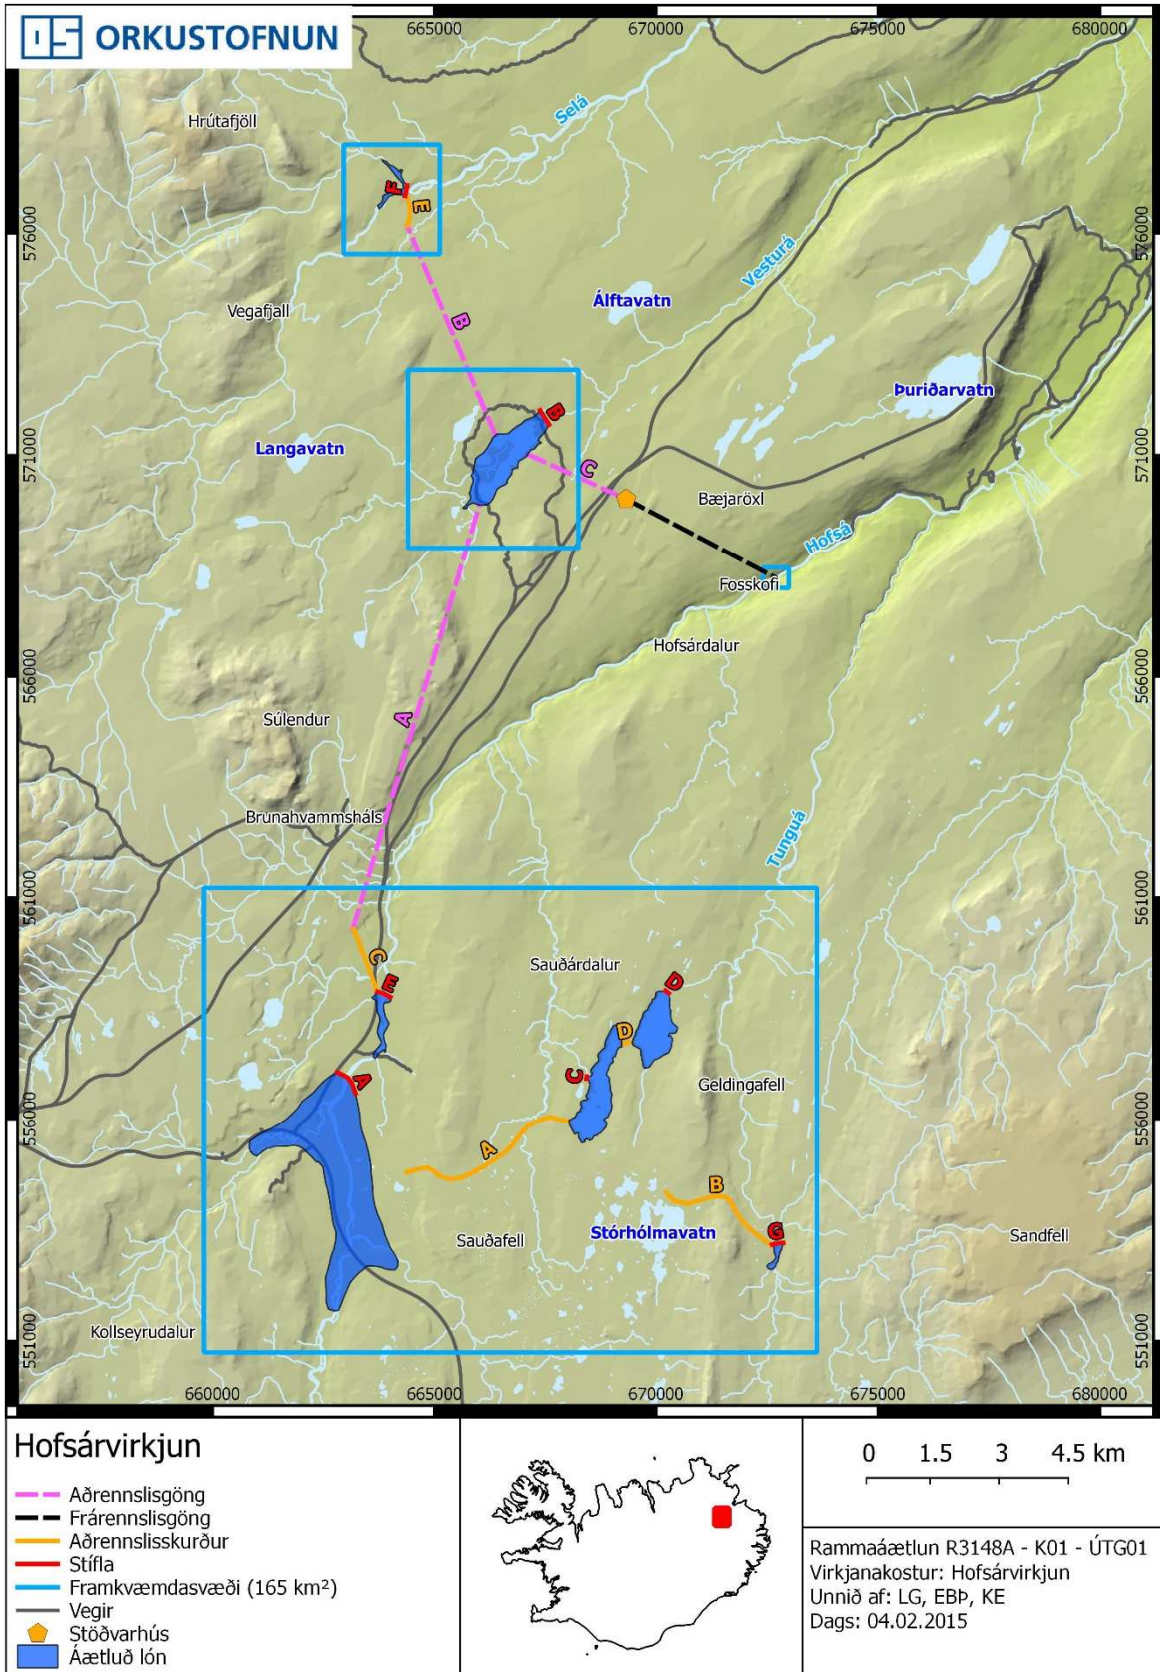 OS ORKUSTOFNUN
665000
670000
675000
680000
Hrútafjöll
Selá
F
E
576000
576000
Vesturá
Álftavatn
Vegafjall
B
Þuriðarvatn
B
Langavatn
571000
571000
C
Bæjaröxl
Hofsá
Fosskofi
Hofsárdalur
566000
566000
A
Súlendur
Brunahvammsháls
Tunguá
561000
561000
C
Sauðárdalur
E
D
D
A
C
Geldingafell
556000
556000
A
B
Sauðafell
Stórhólmavatn
G
Sandfell
Kollseyrudalur
551000
551000
660000
665000
670000
675000
680000
Hofsárvirkjun
Aðrennslisgöng
Frárennslisgöng
Aðrennslisskurður
Stífla
Framkvæmdasvæði (165 km²)
Vegir
Stöðvarhús
Áætluð lón
0 1.5 3 4.5 km
Rammaáætlun R3148A - K01 - ÚTG01
Virkjanakostur: Hofsárvirkjun
Unnið af: LG, EBÞ, KE
Dags: 04.02.2015